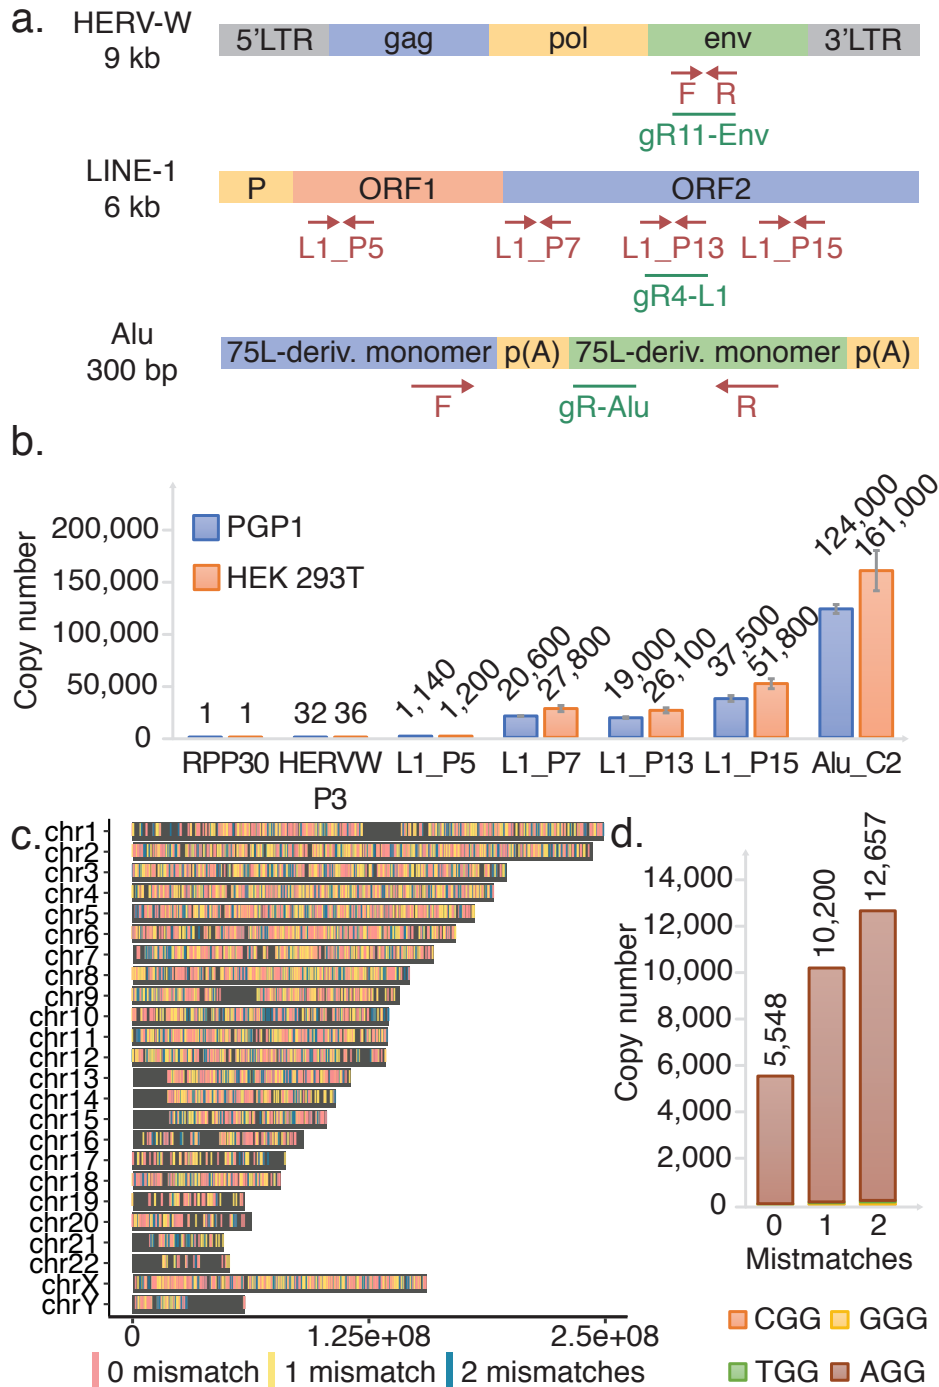 a.
HERV-W
9 kb
5'LTR gag pol env 3'LTR
F R
gR11-Env
LINE-1
6 kb
P ORF1 ORF2
L1_P5 L1_P7 L1_P13 L1_P15
gR4-L1
Alu
300 bp
75L-deriv. monomer p(A) 75L-deriv. monomer p(A)
F gR-Alu R
b.
Copy number
200,000
150,000
100,000
50,000
0
PGP1
HEK 293T
1 1 32 36 1,140 1,200 20,600 27,800 19,000 26,100 37,500 51,800 124,000 161,000
RPP30 HERVW L1_P5 L1_P7 L1_P13 L1_P15 Alu_C2
P3
c.
chr1
chr2
chr3
chr4
chr5
chr6
chr7
chr8
chr9
chr10
chr11
chr12
chr13
chr14
chr15
chr16
chr17
chr18
chr19
chr20
chr21
chr22
chrX
chrY
0 1.25e+08 2.5e+08
0 mismatch 1 mismatch 2 mismatches
d.
Copy number
14,000
12,000
10,000
8,000
6,000
4,000
2,000
0
5,548 10,200 12,657
0 1 2
Mistmatches
CGG GGG
TGG AGG